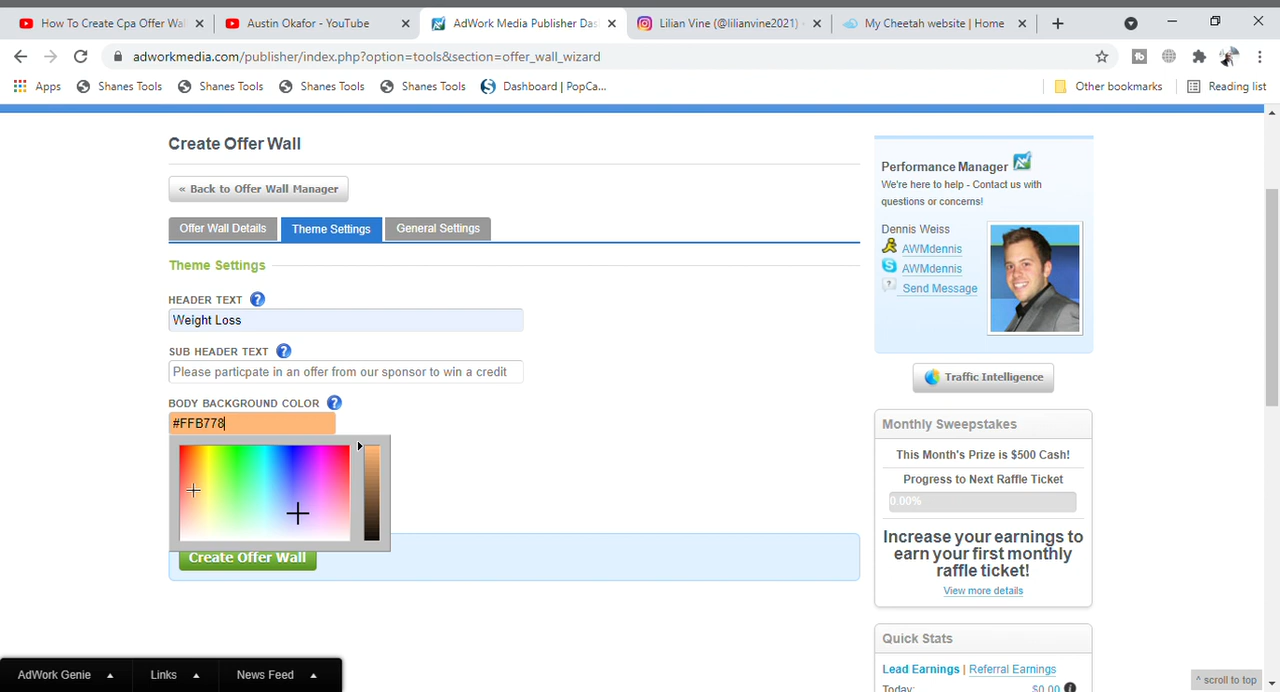 How To Create Cpa Offer Wal
Austin Okafor - YouTube
AdWork Media Publisher Das
Lilian Vine (@lilianvine2021)
My Cheetah website | Home
adworkmedia.com/publisher/index.php?option=tools&section=offer_wall_wizard
Apps
Shanes Tools
Shanes Tools
Shanes Tools
Shanes Tools
Dashboard | PopCa...
Other bookmarks
Reading list
Create Offer Wall
« Back to Offer Wall Manager
Offer Wall Details
Theme Settings
General Settings
Theme Settings
HEADER TEXT ?
Weight Loss
SUB HEADER TEXT ?
Please particpate in an offer from our sponsor to win a credit
BODY BACKGROUND COLOR ?
#FFB778
Create Offer Wall
Performance Manager
We're here to help - Contact us with
questions or concerns!
Dennis Weiss
AWMdennis
AWMdennis
Send Message
Traffic Intelligence
Monthly Sweepstakes
This Month's Prize is $500 Cash!
Progress to Next Raffle Ticket
0.00%
Increase your earnings to
earn your first monthly
raffle ticket!
View more details
Quick Stats
Lead Earnings | Referral Earnings
Today: $0.00
AdWork Genie
Links
News Feed
^ scroll to top